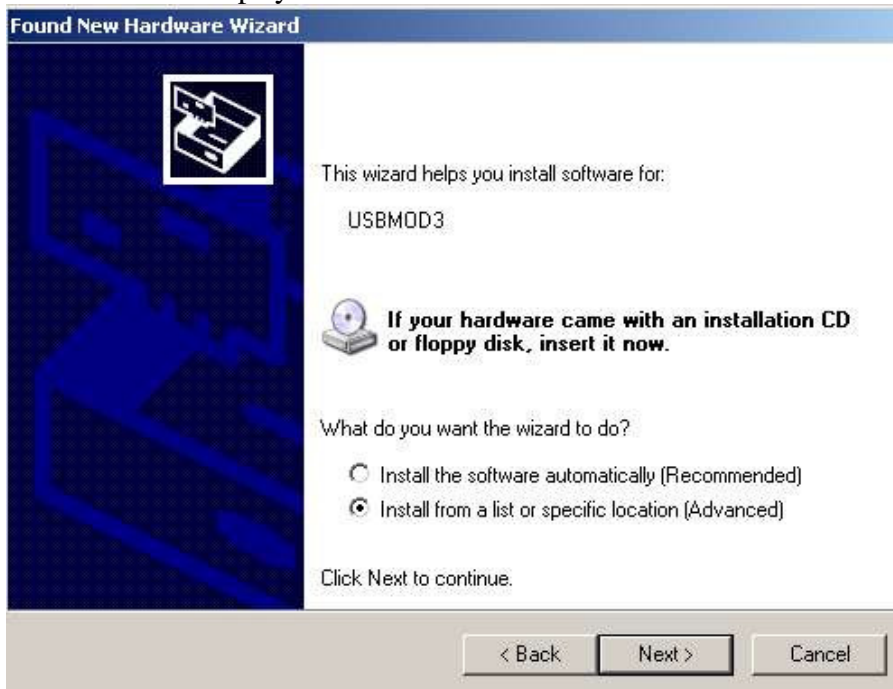 Found New Hardware Wizard
This wizard helps you install software for:
USBMOD3
If your hardware came with an installation CD
or floppy disk, insert it now.
What do you want the wizard to do?
Install the software automatically (Recommended)
Install from a list or specific location (Advanced)
Click Next to continue.
< Back
Next >
Cancel